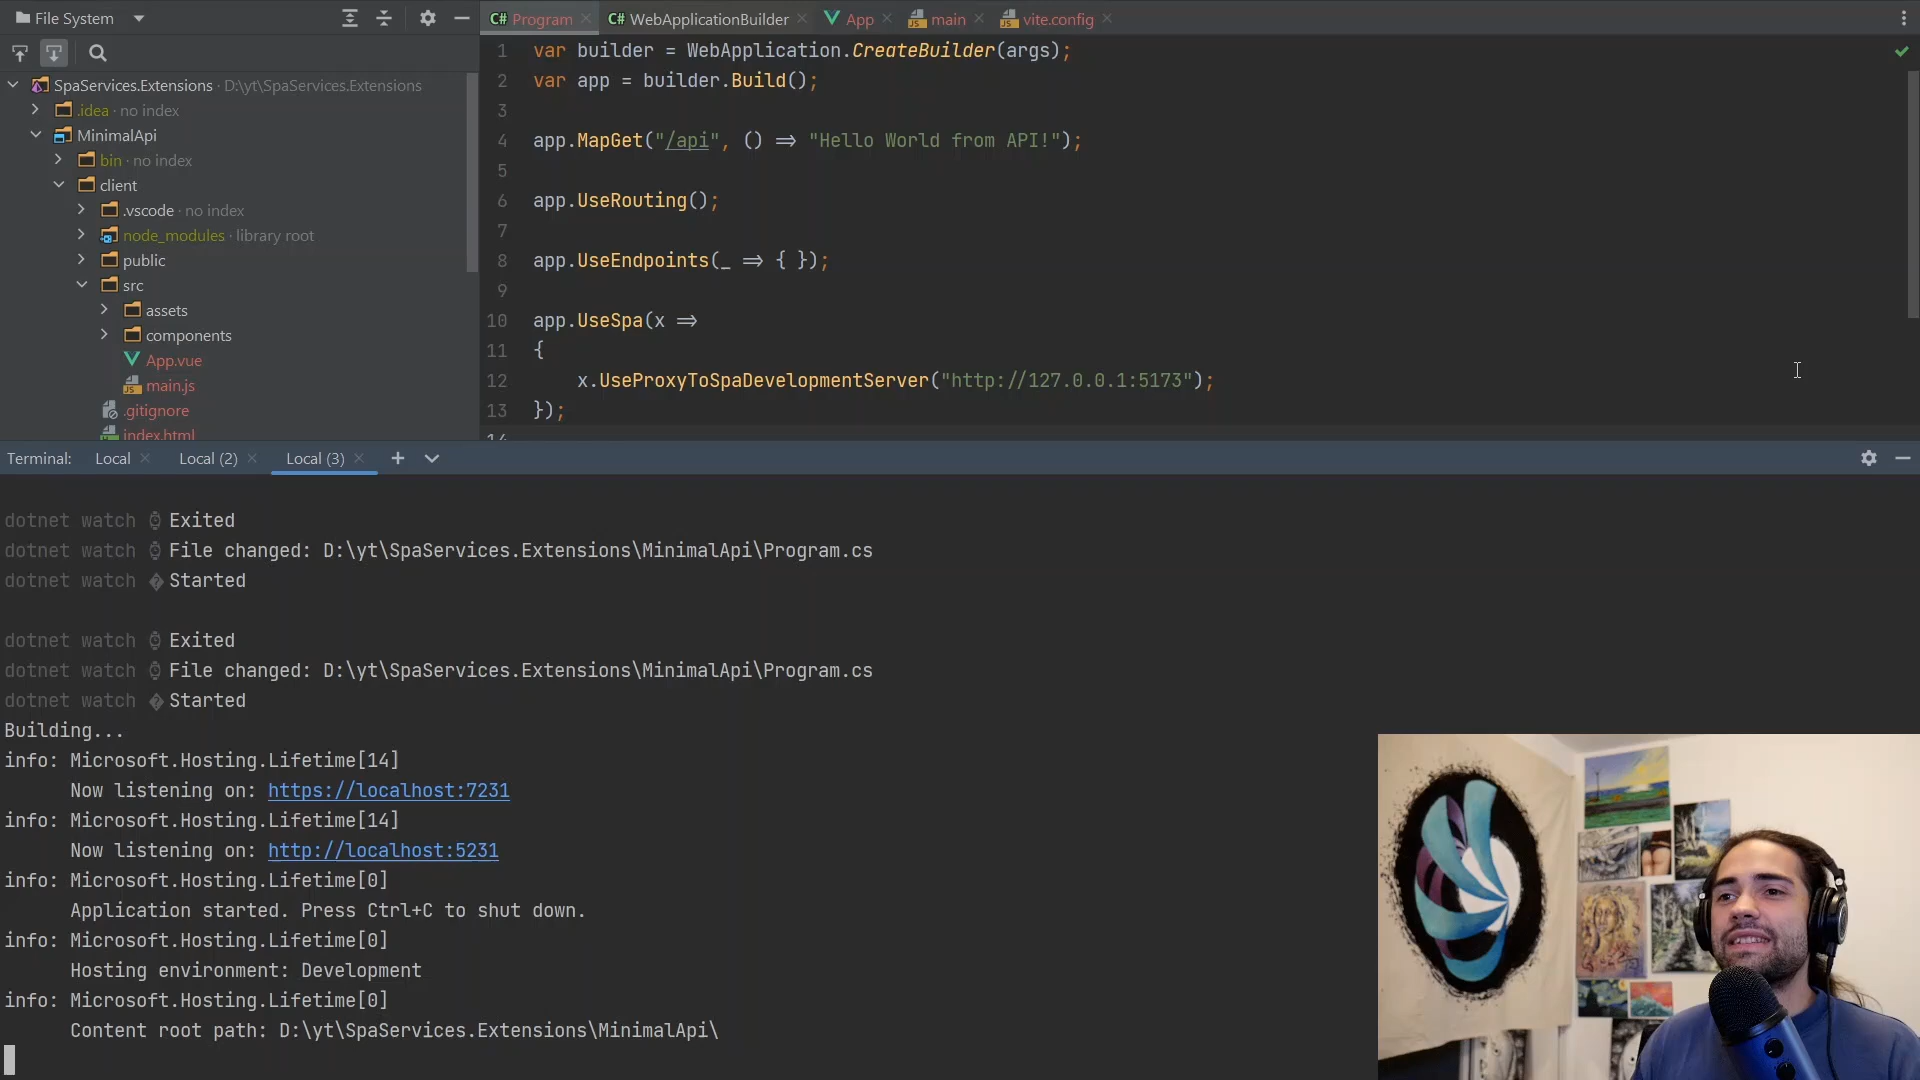 File System
Program
WebApplicationBuilder
App
main
vite.config
SpaServices.Extensions · D:\yt\SpaServices.Extensions
.idea · no index
MinimalApi
bin · no index
client
.vscode · no index
node_modules · library root
public
src
assets
components
App.vue
main.js
.gitignore
index.html
1 var builder = WebApplication.CreateBuilder(args);
2 var app = builder.Build();
3
4 app.MapGet("/api", () => "Hello World from API!");
5
6 app.UseRouting();
7
8 app.UseEndpoints(_ => { });
9
10 app.UseSpa(x =>
11 {
12 x.UseProxyToSpaDevelopmentServer("http://127.0.0.1:5173");
13 });
14
Terminal: Local Local (2) Local (3)
dotnet watch Exited
dotnet watch File changed: D:\yt\SpaServices.Extensions\MinimalApi\Program.cs
dotnet watch Started
dotnet watch Exited
dotnet watch File changed: D:\yt\SpaServices.Extensions\MinimalApi\Program.cs
dotnet watch Started
Building...
info: Microsoft.Hosting.Lifetime[14]
Now listening on: https://localhost:7231
info: Microsoft.Hosting.Lifetime[14]
Now listening on: http://localhost:5231
info: Microsoft.Hosting.Lifetime[0]
Application started. Press Ctrl+C to shut down.
info: Microsoft.Hosting.Lifetime[0]
Hosting environment: Development
info: Microsoft.Hosting.Lifetime[0]
Content root path: D:\yt\SpaServices.Extensions\MinimalApi\